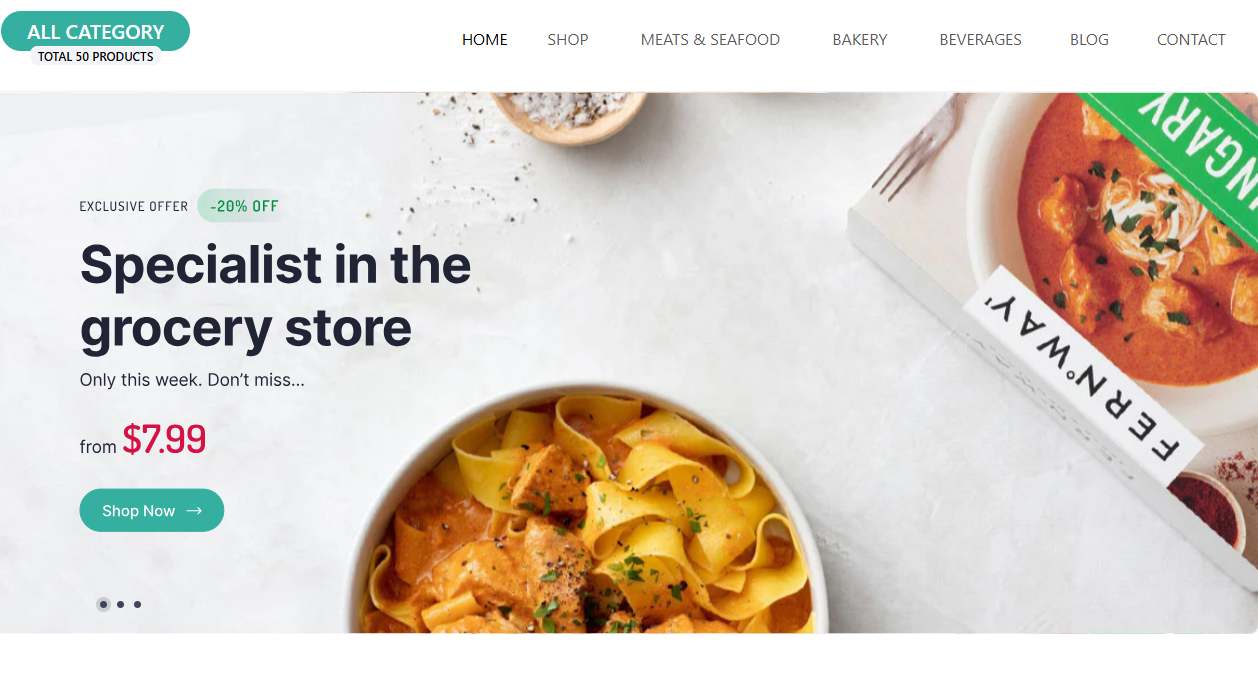 ALL CATEGORY
TOTAL 50 PRODUCTS
HOME SHOP MEATS & SEAFOOD BAKERY BEVERAGES BLOG CONTACT
EXCLUSIVE OFFER -20% OFF
Specialist in the
grocery store
Only this week. Don’t miss...
from $7.99
Shop Now →
NGARY
FERN°WAY'